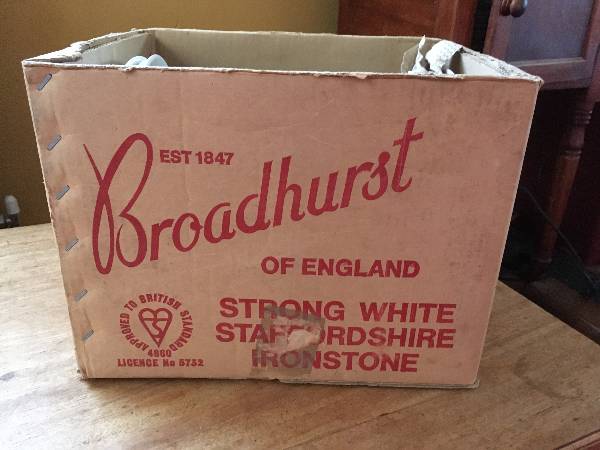 EST 1847
Broadhurst
OF ENGLAND
STRONG WHITE
STAFFORDSHIRE
IRONSTONE
APPROVED TO BRITISH STANDARD
4860
LICENCE No 5732